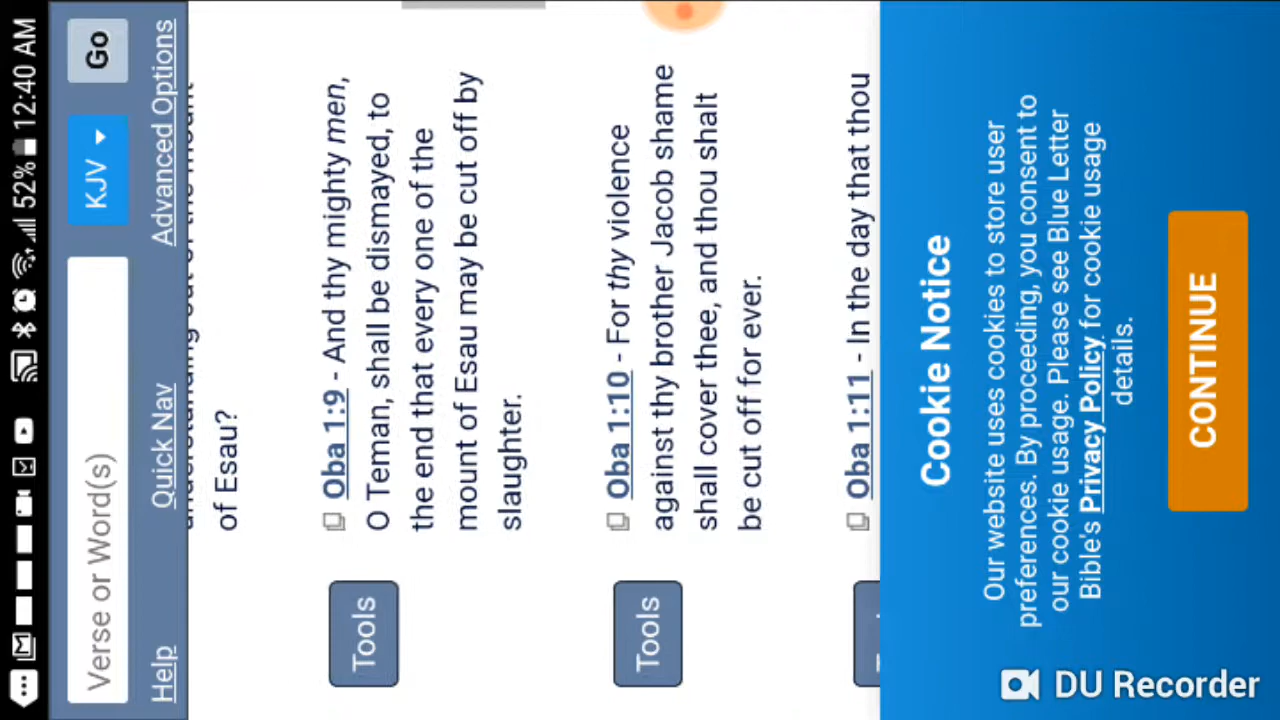 52% 12:40 AM
Verse or Word(s)
KJV
Go
Help
Quick Nav
Advanced Options
of Esau?
Tools
Oba 1:9 - And thy mighty men,
O Teman, shall be dismayed, to
the end that every one of the
mount of Esau may be cut off by
slaughter.
Tools
Oba 1:10 - For thy violence
against thy brother Jacob shame
shall cover thee, and thou shalt
be cut off for ever.
Oba 1:11 - In the day that thou
Cookie Notice
Our website uses cookies to store user
preferences. By proceeding, you consent to
our cookie usage. Please see Blue Letter
Bible's Privacy Policy for cookie usage
details.
CONTINUE
DU Recorder